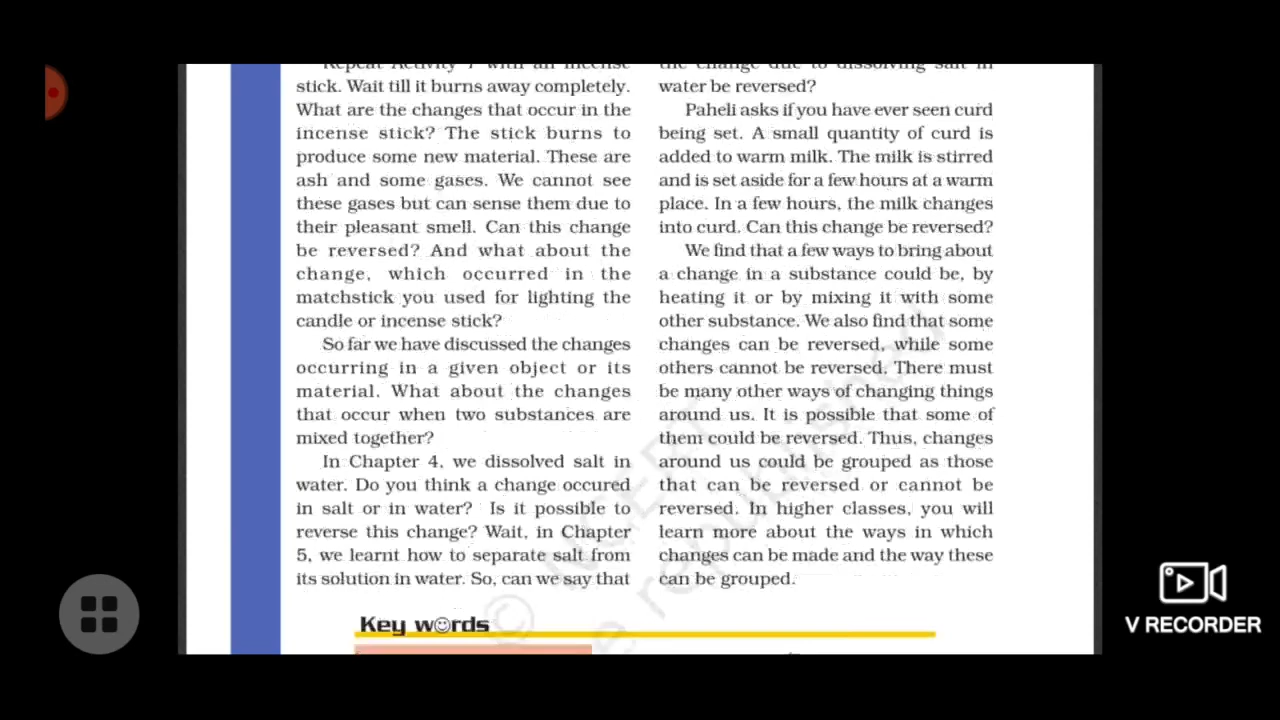 Repeat Activity 7 with an incense
stick. Wait till it burns away completely.
What are the changes that occur in the
incense stick? The stick burns to
produce some new material. These are
ash and some gases. We cannot see
these gases but can sense them due to
their pleasant smell. Can this change
be reversed? And what about the
change, which occurred in the
matchstick you used for lighting the
candle or incense stick?
So far we have discussed the changes
occurring in a given object or its
material. What about the changes
that occur when two substances are
mixed together?
In Chapter 4, we dissolved salt in
water. Do you think a change occured
in salt or in water? Is it possible to
reverse this change? Wait, in Chapter
5, we learnt how to separate salt from
its solution in water. So, can we say that
the change due to dissolving salt in
water be reversed?
Paheli asks if you have ever seen curd
being set. A small quantity of curd is
added to warm milk. The milk is stirred
and is set aside for a few hours at a warm
place. In a few hours, the milk changes
into curd. Can this change be reversed?
We find that a few ways to bring about
a change in a substance could be, by
heating it or by mixing it with some
other substance. We also find that some
changes can be reversed, while some
others cannot be reversed. There must
be many other ways of changing things
around us. It is possible that some of
them could be reversed. Thus, changes
around us could be grouped as those
that can be reversed or cannot be
reversed. In higher classes, you will
learn more about the ways in which
changes can be made and the way these
can be grouped.
Key words
© NCERT
republished
V RECORDER